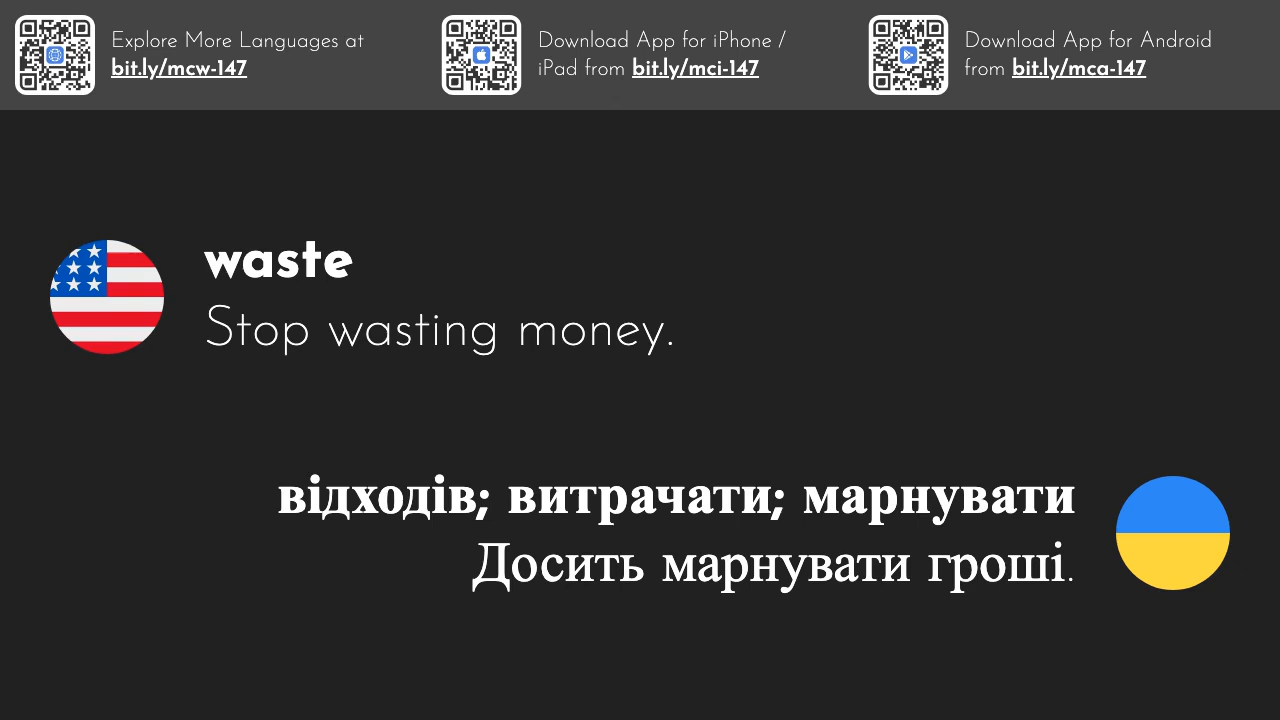 Explore More Languages at
bit.ly/mcw-147
Download App for iPhone /
iPad from bit.ly/mci-147
Download App for Android
from bit.ly/mca-147
waste
Stop wasting money.
відходів; витрачати; марнувати
Досить марнувати гроші.